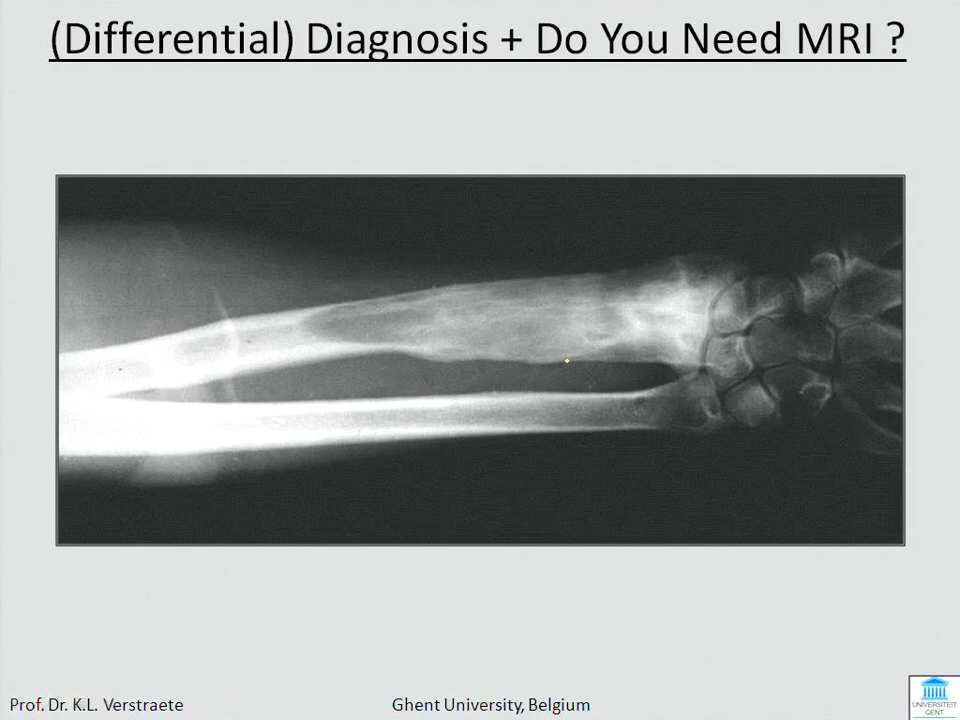 (Differential) Diagnosis + Do You Need MRI ?
Prof. Dr. K.L. Verstraete
Ghent University, Belgium
UNIVERSITEIT
GENT